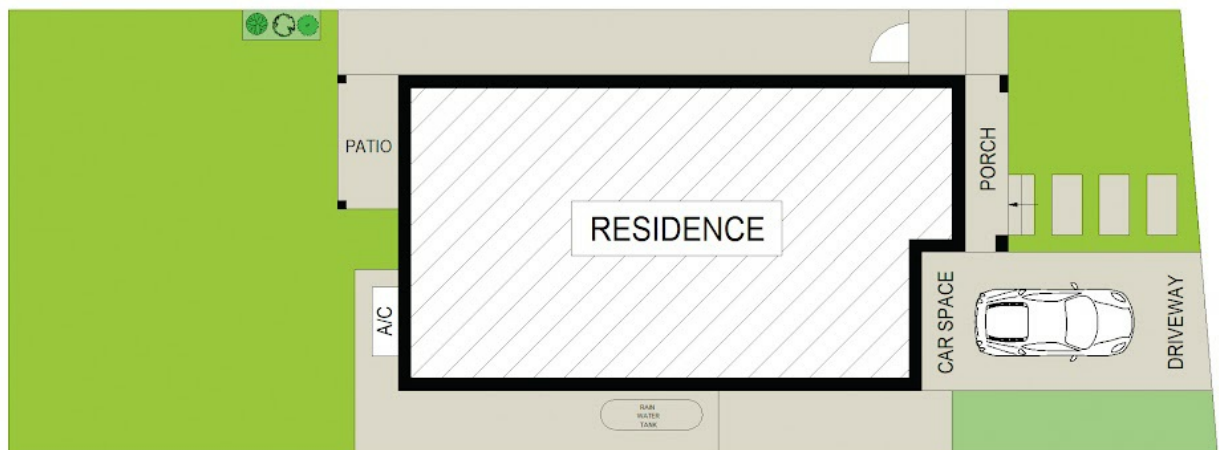 PATIO
PORCH
RESIDENCE
A/C
CAR SPACE
DRIVEWAY
RAIN
WATER
TANK